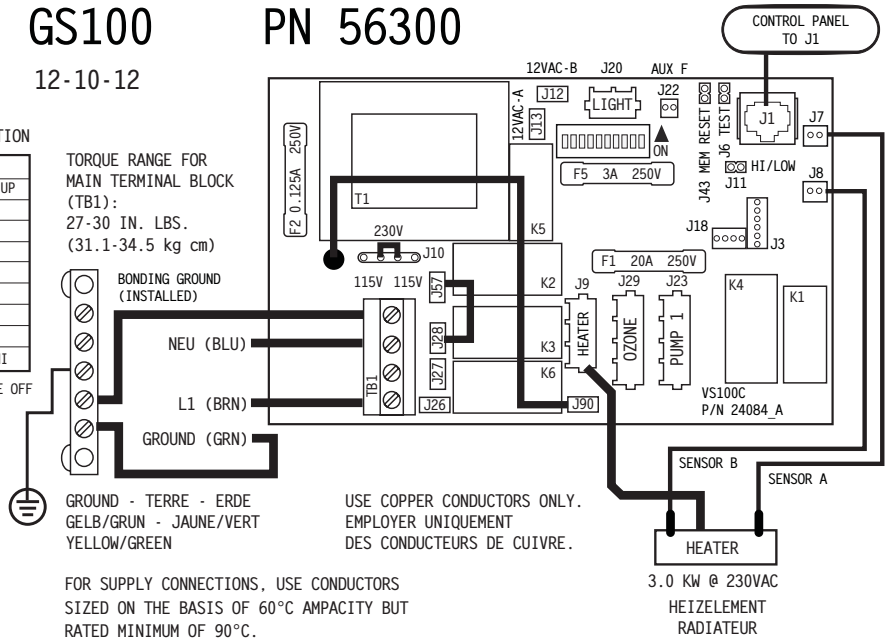 GS100 PN 56300
12-10-12
CONTROL PANEL
TO J1
TION
UP
I
E OFF
TORQUE RANGE FOR
MAIN TERMINAL BLOCK
(TB1):
27-30 IN. LBS.
(31.1-34.5 kg cm)
BONDING GROUND
(INSTALLED)
NEU (BLU)
L1 (BRN)
GROUND (GRN)
12VAC-B J20 AUX F
12VAC-A
J12
J13
LIGHT
J22
ON
J43 MEM RESET
J6 TEST
J1
J7
HI/LOW
J11
J8
F2 0.125A 250V
T1
K5
F5 3A 250V
J18
J3
230V
J10
115V 115V
J57
K2
F1 20A 250V
J9
J29
J23
K4
K1
J28
K3
HEATER
OZONE
PUMP 1
TB1
J27
K6
J26
J90
VS100C
P/N 24084_A
SENSOR B
SENSOR A
GROUND - TERRE - ERDE
GELB/GRUN - JAUNE/VERT
YELLOW/GREEN
USE COPPER CONDUCTORS ONLY.
EMPLOYER UNIQUEMENT
DES CONDUCTEURS DE CUIVRE.
HEATER
3.0 KW @ 230VAC
HEIZELEMENT
RADIATEUR
FOR SUPPLY CONNECTIONS, USE CONDUCTORS
SIZED ON THE BASIS OF 60°C AMPACITY BUT
RATED MINIMUM OF 90°C.